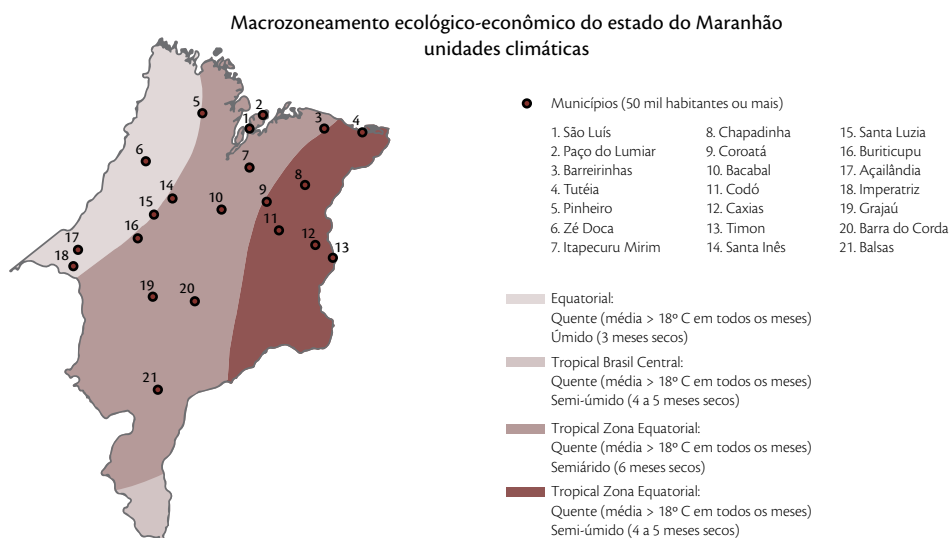 Macrozoneamento ecológico-econômico do estado do Maranhão
unidades climáticas
Municípios (50 mil habitantes ou mais)
1. São Luís
2. Paço do Lumiar
3. Barreirinhas
4. Tutéia
5. Pinheiro
6. Zé Doca
7. Itapecuru Mirim
8. Chapadinha
9. Coroatá
10. Bacabal
11. Codó
12. Caxias
13. Timon
14. Santa Inês
15. Santa Luzia
16. Buriticupu
17. Açailândia
18. Imperatriz
19. Grajaú
20. Barra do Corda
21. Balsas
Equatorial:
Quente (média > 18º C em todos os meses)
Úmido (3 meses secos)
Tropical Brasil Central:
Quente (média > 18º C em todos os meses)
Semi-úmido (4 a 5 meses secos)
Tropical Zona Equatorial:
Quente (média > 18º C em todos os meses)
Semiárido (6 meses secos)
Tropical Zona Equatorial:
Quente (média > 18º C em todos os meses)
Semi-úmido (4 a 5 meses secos)
5
2
1
3
4
6
7
8
14
9
15
10
11
16
12
13
17
18
19
20
21